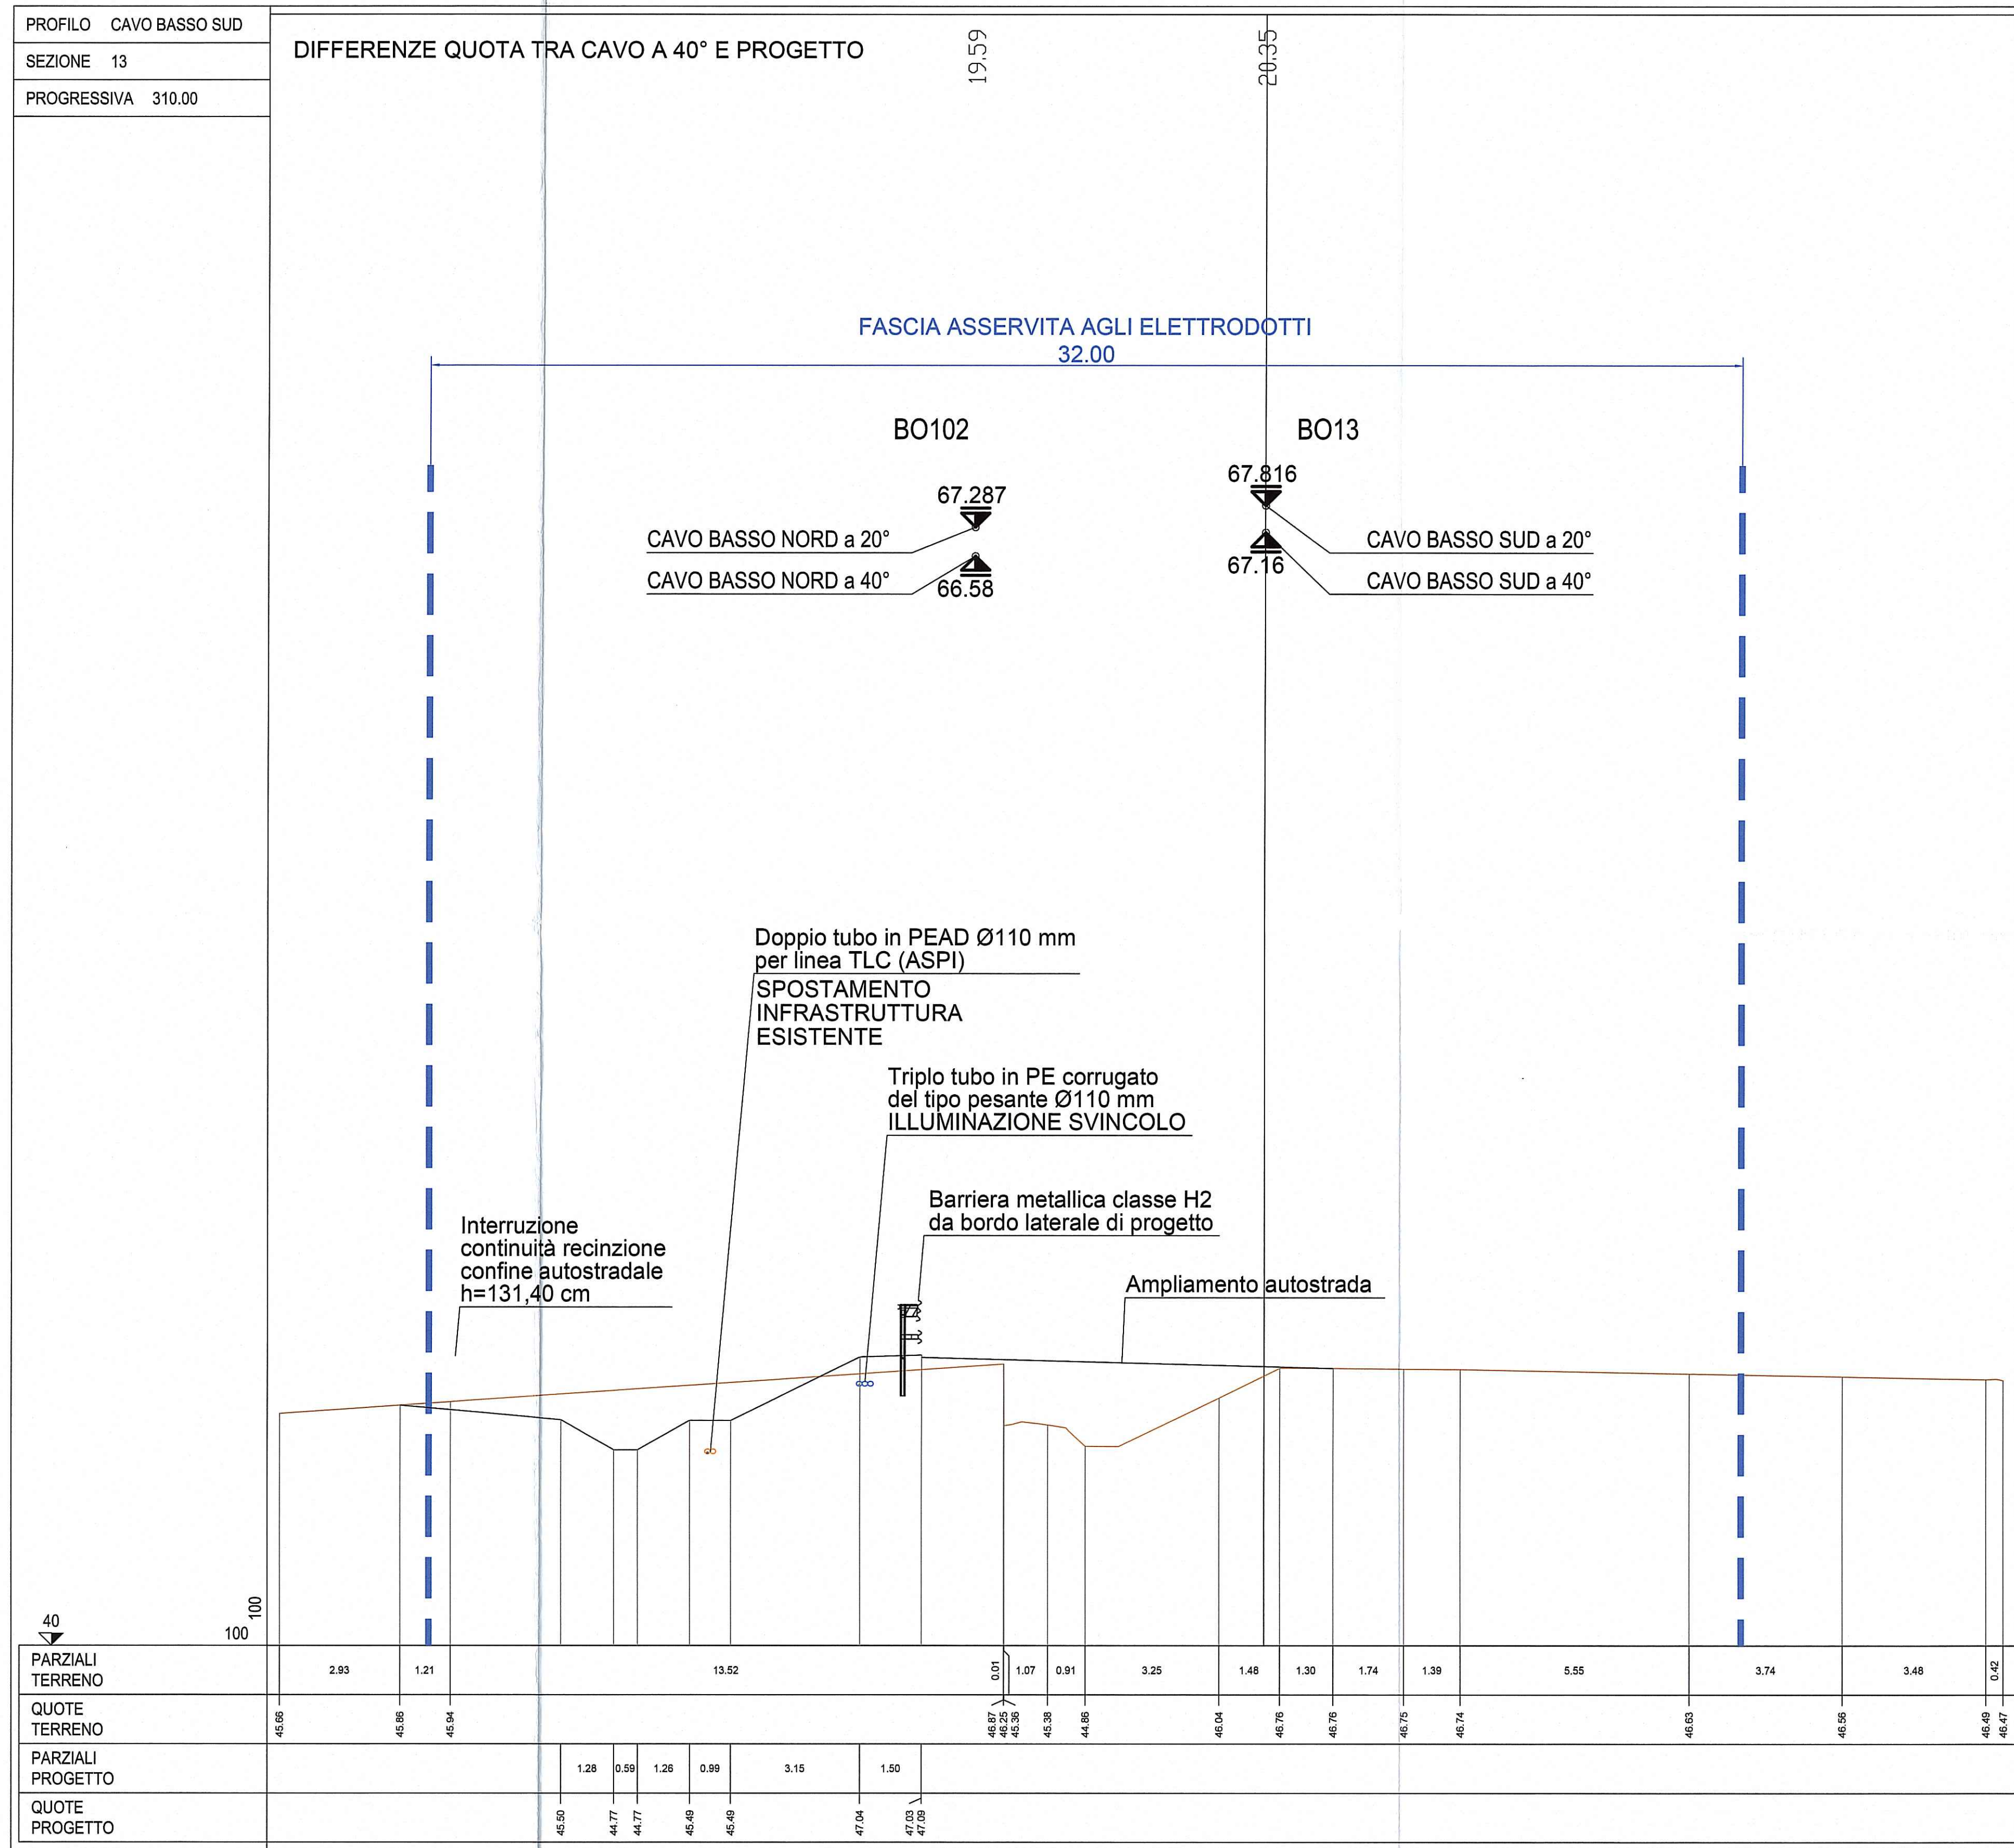 PROFILO CAVO BASSO SUD
SEZIONE 13
PROGRESSIVA 310.00
DIFFERENZE QUOTA TRA CAVO A 40° E PROGETTO
19.59
20.35
FASCIA ASSERVITA AGLI ELETTRODOTTI
32.00
BO102
BO13
67.287
67.816
CAVO BASSO NORD a 20°
CAVO BASSO SUD a 20°
CAVO BASSO NORD a 40°
66.58
67.16
CAVO BASSO SUD a 40°
Doppio tubo in PEAD Ø110 mm
per linea TLC (ASPI)
SPOSTAMENTO
INFRASTRUTTURA
ESISTENTE
Triplo tubo in PE corrugato
del tipo pesante Ø110 mm
ILLUMINAZIONE SVINCOLO
Barriera metallica classe H2
da bordo laterale di progetto
Interruzione
continuità recinzione
confine autostradale
h=131,40 cm
Ampliamento autostrada
40
100
100
PARZIALI
TERRENO
2.93 1.21 13.52 0.01 1.07 0.91 3.25 1.48 1.30 1.74 1.39 5.55 3.74 3.48 0.42
QUOTE
TERRENO
45.66 45.86 45.94 46.87 46.25 45.36 45.38 44.86 46.04 46.76 46.76 46.75 46.74 46.63 46.56 46.49 46.47
PARZIALI
PROGETTO
1.28 0.59 1.26 0.99 3.15 1.50
QUOTE
PROGETTO
45.50 44.77 44.77 45.49 45.49 47.04 47.03 47.09